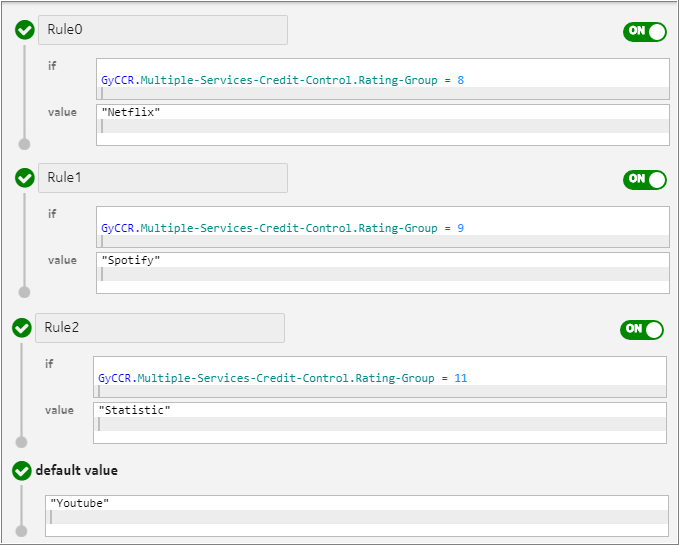 Rule0
ON
if
GyCCR.Multiple-Services-Credit-Control.Rating-Group = 8
value
"Netflix"
Rule1
ON
if
GyCCR.Multiple-Services-Credit-Control.Rating-Group = 9
value
"Spotify"
Rule2
ON
if
GyCCR.Multiple-Services-Credit-Control.Rating-Group = 11
value
"Statistic"
default value
"Youtube"